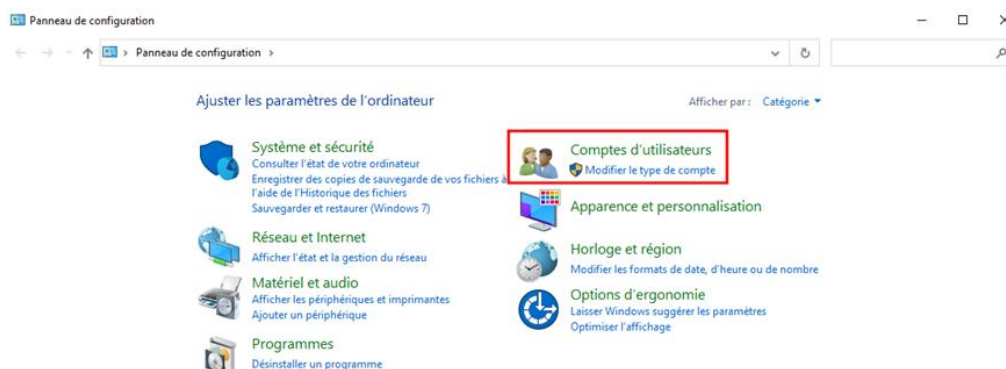 Panneau de configuration
Panneau de configuration
Ajuster les paramètres de l'ordinateur
Afficher par : Catégorie
Système et sécurité
Consulter l'état de votre ordinateur
Enregistrer des copies de sauvegarde de vos fichiers à
l'aide de l'Historique des fichiers
Sauvegarder et restaurer (Windows 7)
Réseau et Internet
Afficher l'état et la gestion du réseau
Matériel et audio
Afficher les périphériques et imprimantes
Ajouter un périphérique
Programmes
Désinstaller un programme
Comptes d'utilisateurs
Modifier le type de compte
Apparence et personnalisation
Horloge et région
Modifier les formats de date, d'heure ou de nombre
Options d'ergonomie
Laisser Windows suggérer les paramètres
Optimiser l'affichage